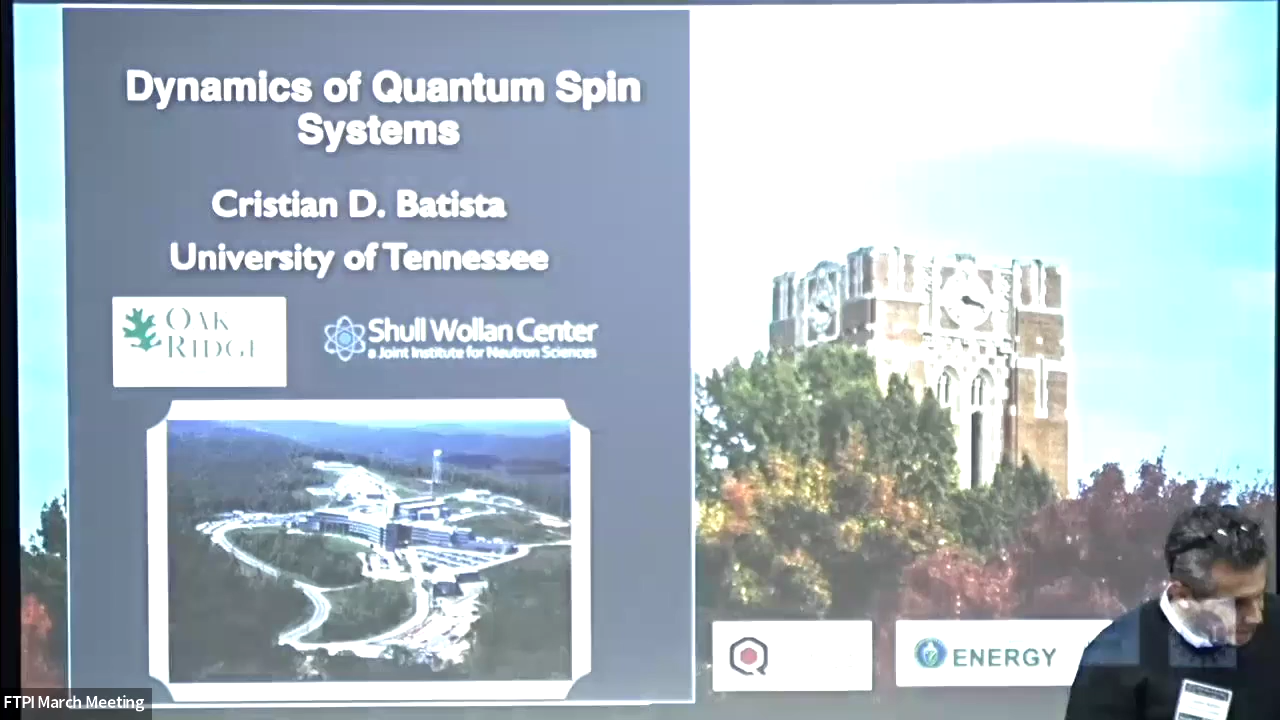 Dynamics of Quantum Spin
Systems
Cristian D. Batista
University of Tennessee
OAK
RIDGE
Shull Wollan Center
a Joint Institute for Neutron Sciences
ENERGY
FTPI March Meeting